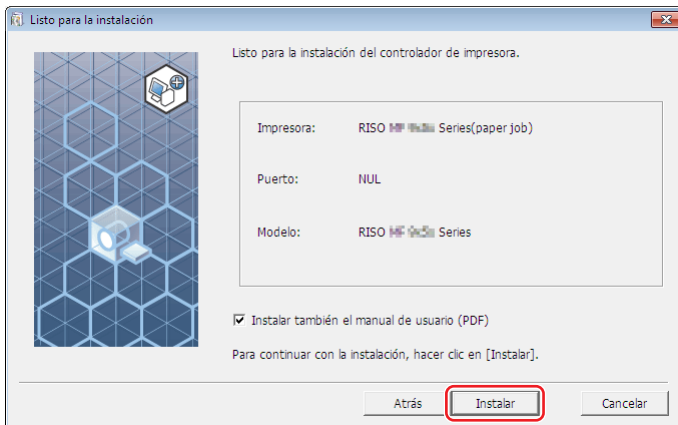 Listo para la instalación
Listo para la instalación del controlador de impresora.
Impresora: RISO Series(paper job)
Puerto: NUL
Modelo: RISO Series
Instalar también el manual de usuario (PDF)
Para continuar con la instalación, hacer clic en [Instalar].
Atrás Instalar Cancelar